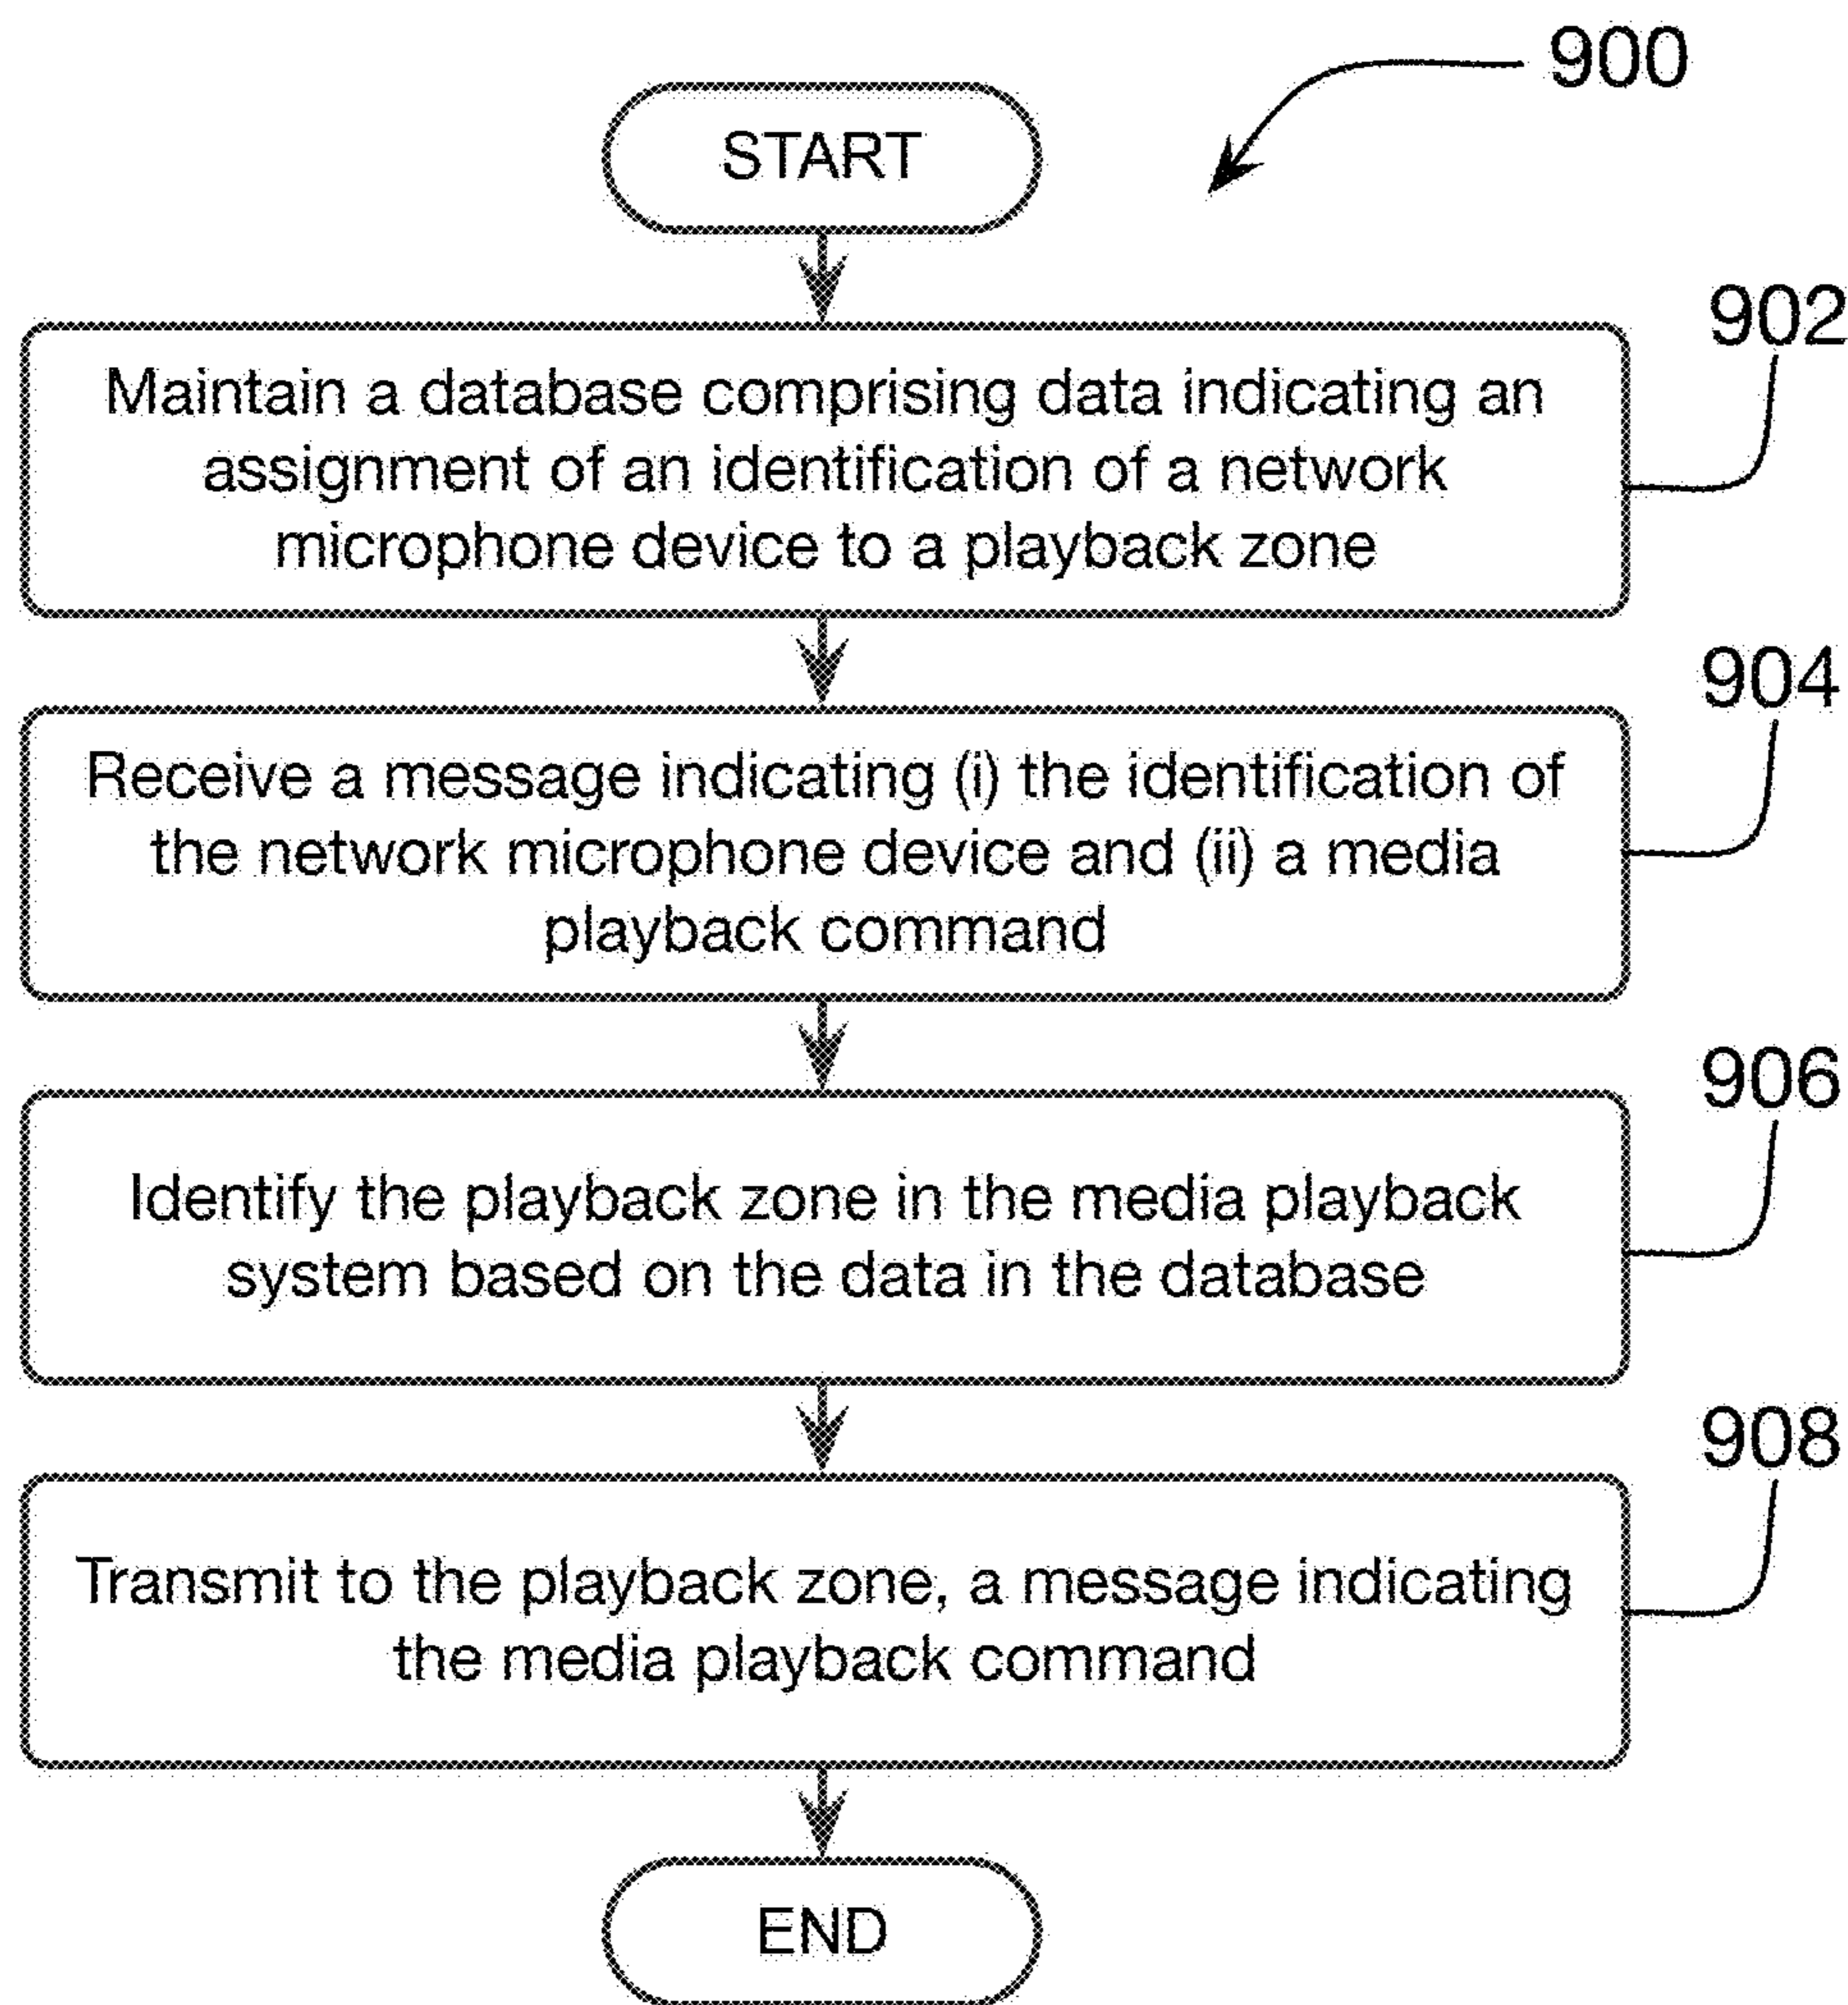 900
START
902
Maintain a database comprising data indicating an
assignment of an identification of a network
microphone device to a playback zone
904
Receive a message indicating (i) the identification of
the network microphone device and (ii) a media
playback command
906
Identify the playback zone in the media playback
system based on the data in the database
908
Transmit to the playback zone, a message indicating
the media playback command
END